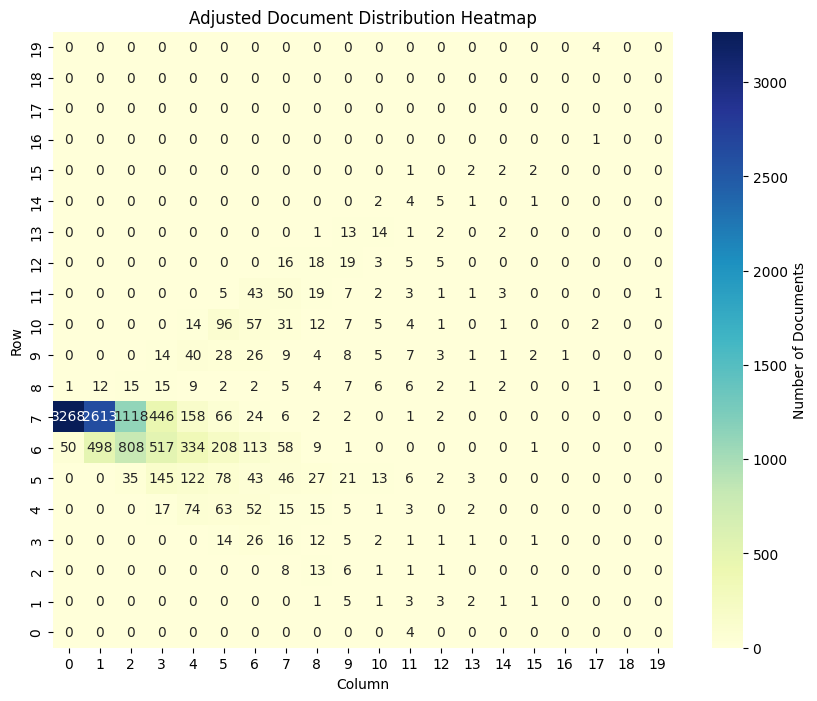 Adjusted Document Distribution Heatmap
19 0 0 0 0 0 0 0 0 0 0 0 0 0 0 0 0 0 4 0 0
18 0 0 0 0 0 0 0 0 0 0 0 0 0 0 0 0 0 0 0 0
17 0 0 0 0 0 0 0 0 0 0 0 0 0 0 0 0 0 0 0 0
16 0 0 0 0 0 0 0 0 0 0 0 0 0 0 0 0 0 1 0 0
15 0 0 0 0 0 0 0 0 0 0 0 1 0 2 2 2 0 0 0 0
14 0 0 0 0 0 0 0 0 0 0 2 4 5 1 0 1 0 0 0 0
13 0 0 0 0 0 0 0 0 1 13 14 1 2 0 2 0 0 0 0 0
12 0 0 0 0 0 0 0 16 18 19 3 5 5 0 0 0 0 0 0 0
11 0 0 0 0 0 5 43 50 19 7 2 3 1 1 3 0 0 0 0 1
10 0 0 0 0 14 96 57 31 12 7 5 4 1 0 1 0 0 2 0 0
9 0 0 0 14 40 28 26 9 4 8 5 7 3 1 1 2 1 0 0 0
8 1 12 15 15 9 2 2 5 4 7 6 6 2 1 2 0 0 1 0 0
7 3268 2613 1118 446 158 66 24 6 2 2 0 1 2 0 0 0 0 0 0 0
6 50 498 808 517 334 208 113 58 9 1 0 0 0 0 0 1 0 0 0 0
5 0 0 35 145 122 78 43 46 27 21 13 6 2 3 0 0 0 0 0 0
4 0 0 0 17 74 63 52 15 15 5 1 3 0 2 0 0 0 0 0 0
3 0 0 0 0 0 14 26 16 12 5 2 1 1 1 0 1 0 0 0 0
2 0 0 0 0 0 0 0 8 13 6 1 1 1 0 0 0 0 0 0 0
1 0 0 0 0 0 0 0 0 1 5 1 3 3 2 1 1 0 0 0 0
0 0 0 0 0 0 0 0 0 0 0 0 4 0 0 0 0 0 0 0 0
0 1 2 3 4 5 6 7 8 9 10 11 12 13 14 15 16 17 18 19
Column
Row
3000
2500
2000
1500
1000
500
0
Number of Documents